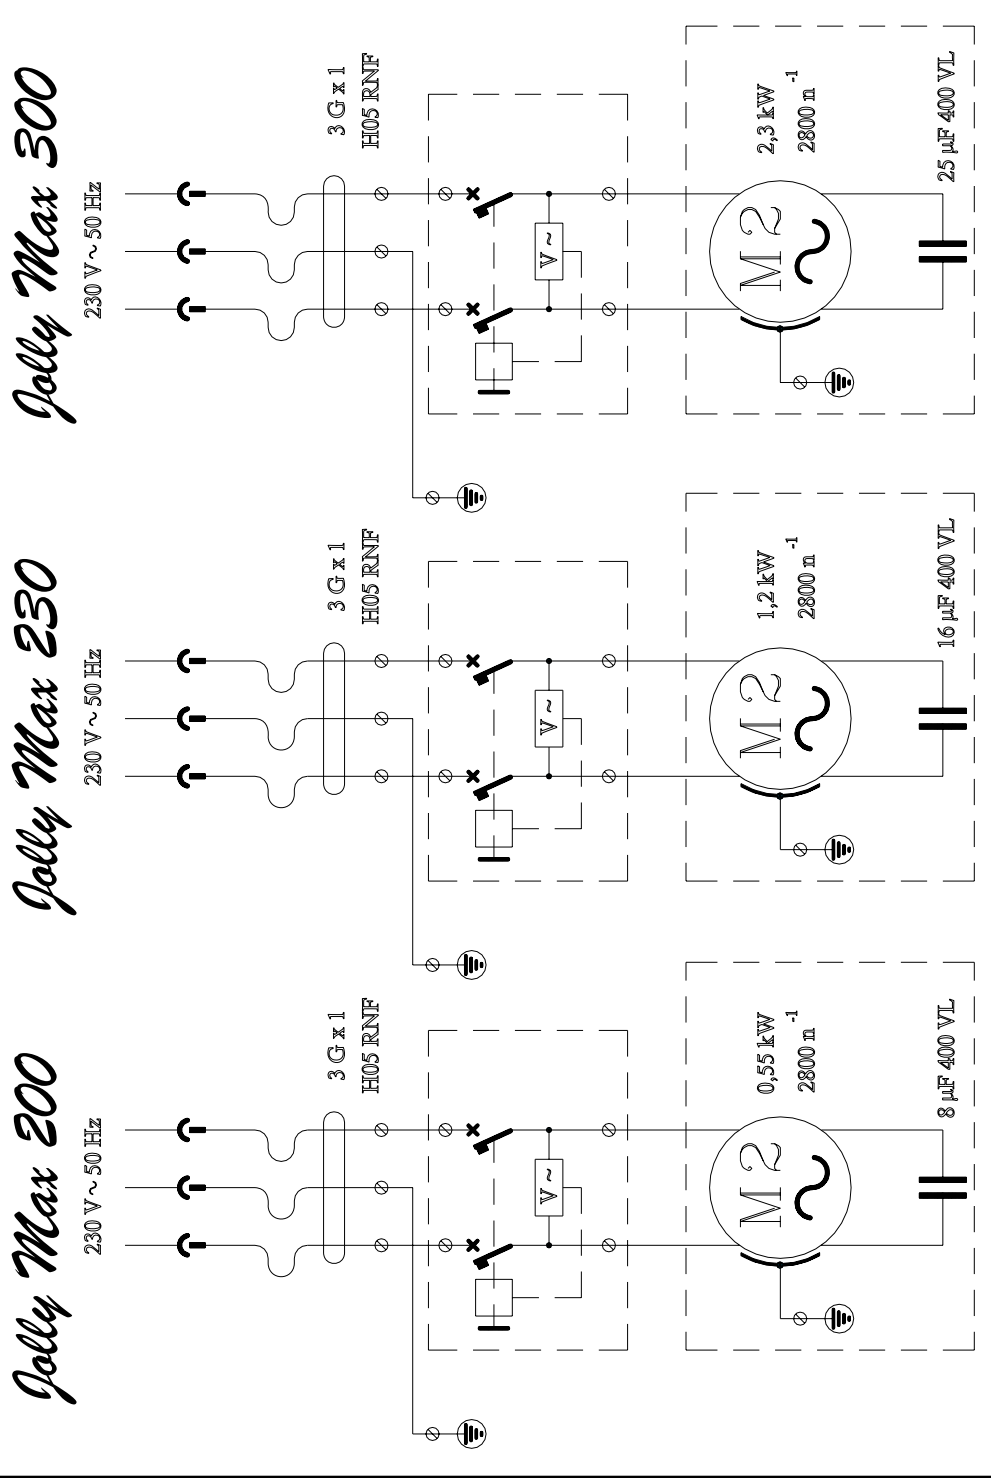 Jolly Max 200
230 V ~ 50 Hz
3 G x 1
H05 RNF
V ~
M 2
0,55 kW
2800 n -1
8 µF 400 VL
Jolly Max 230
230 V ~ 50 Hz
3 G x 1
H05 RNF
V ~
M 2
1,2 kW
2800 n -1
16 µF 400 VL
Jolly Max 300
230 V ~ 50 Hz
3 G x 1
H05 RNF
V ~
M 2
2,3 kW
2800 n -1
25 µF 400 VL